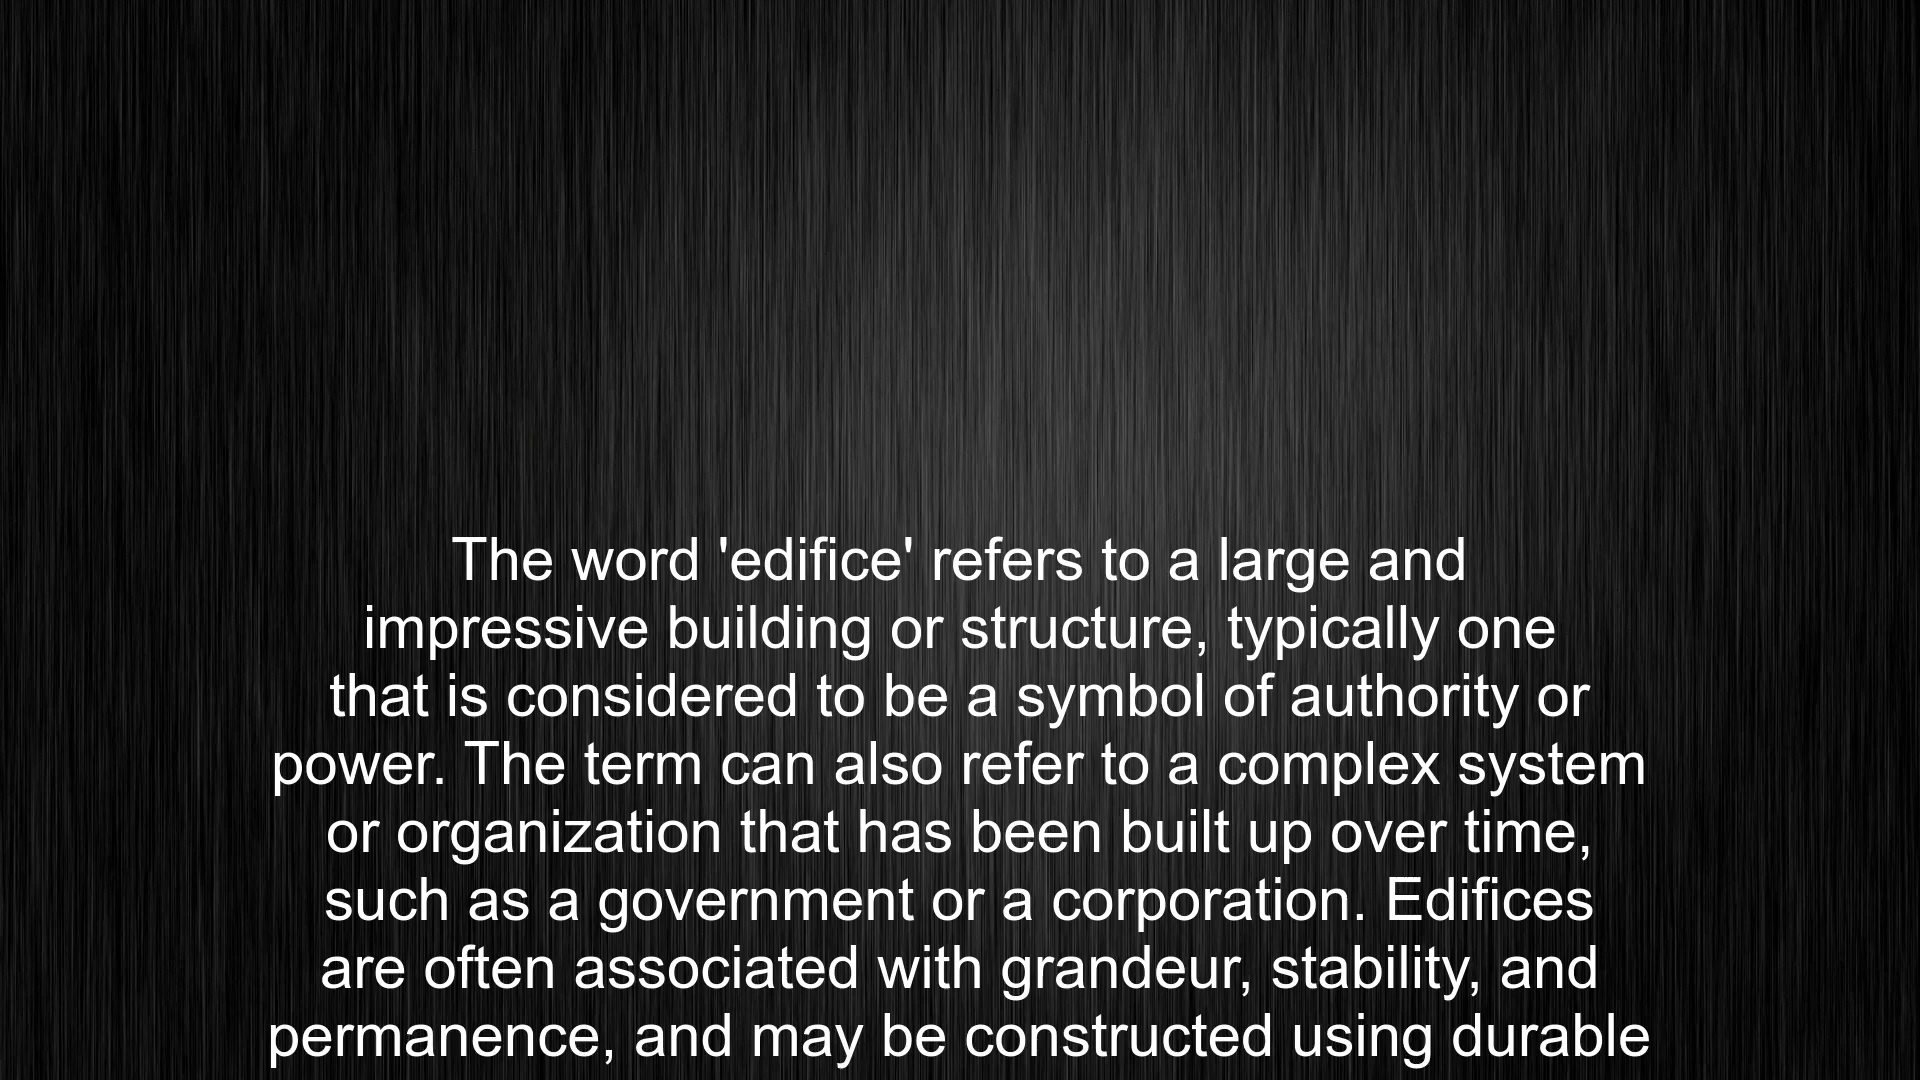 The word 'edifice' refers to a large and
impressive building or structure, typically one
that is considered to be a symbol of authority or
power. The term can also refer to a complex system
or organization that has been built up over time,
such as a government or a corporation. Edifices
are often associated with grandeur, stability, and
permanence, and may be constructed using durable